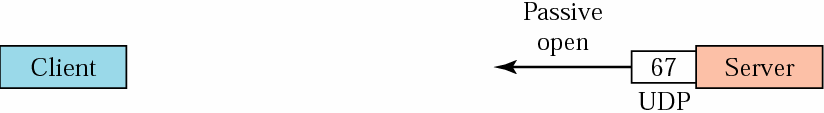 Passive
open
Client
67
Server
UDP